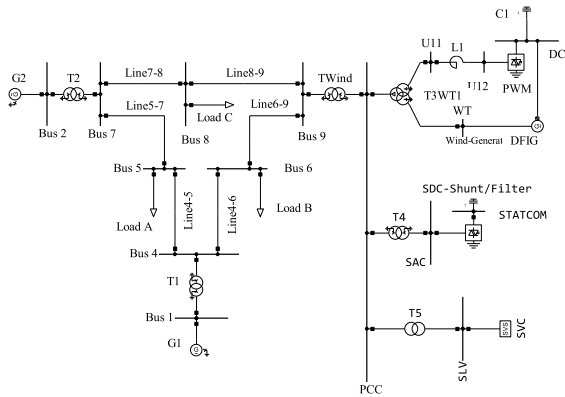 C1
U11
L1
DC
G2
T2
Line7-8
Line8-9
TWind
U12
PWM
T3WT1
Line5-7
Line6-9
Load C
WT
Bus 2
Bus 7
Bus 8
Bus 9
Wind-Generat
DFIG
G
Bus 5
Bus 6
SDC-Shunt/Filter
STATCOM
Line4-5
Line4-6
Load A
Load B
T4
Bus 4
SAC
T1
Bus 1
T5
SVS
SVC
G1
G
SLV
PCC